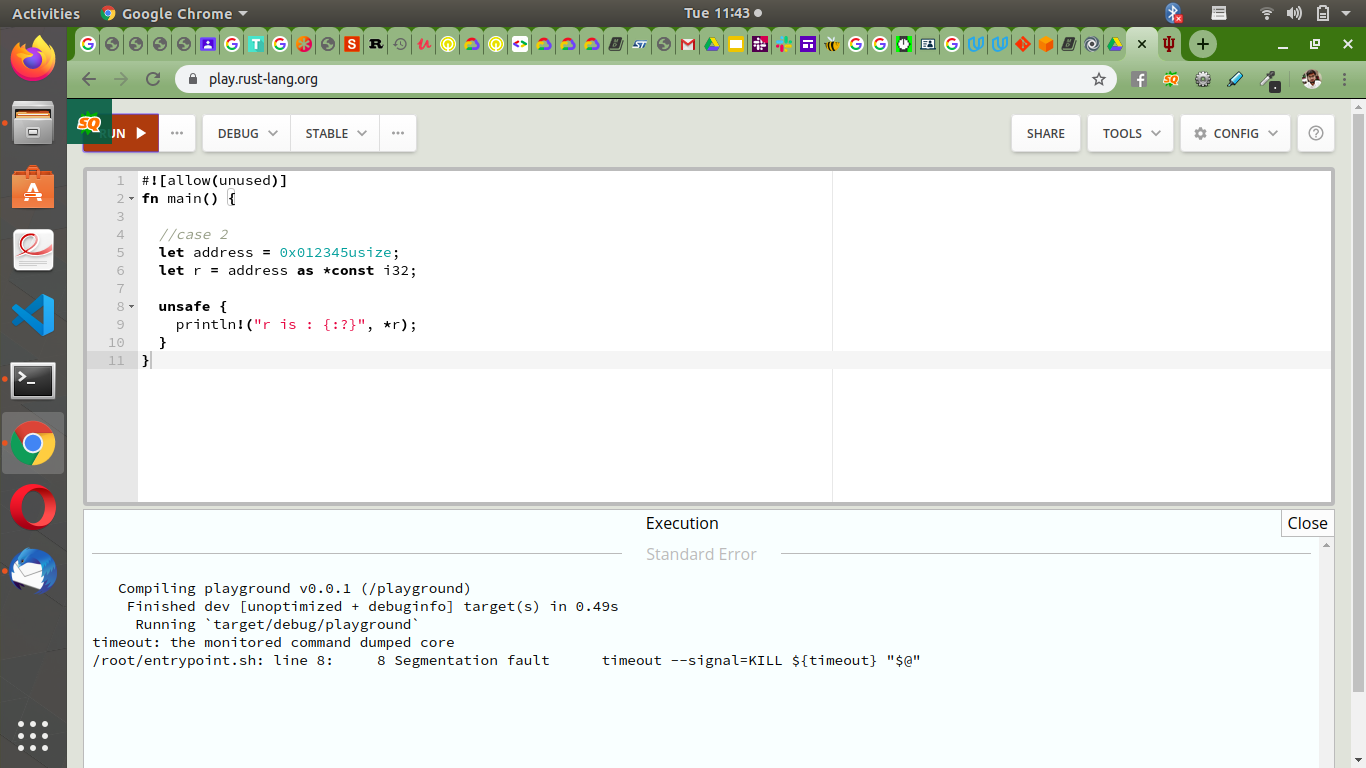 Activities Google Chrome Tue 11:43
play.rust-lang.org
SQ
UN DEBUG STABLE SHARE TOOLS CONFIG
1 #![allow(unused)]
2 fn main() {
3
4 //case 2
5 let address = 0x012345usize;
6 let r = address as *const i32;
7
8 unsafe {
9 println!("r is : {:?}", *r);
10 }
11 }
Execution Close
Standard Error
Compiling playground v0.0.1 (/playground)
Finished dev [unoptimized + debuginfo] target(s) in 0.49s
Running `target/debug/playground`
timeout: the monitored command dumped core
/root/entrypoint.sh: line 8: 8 Segmentation fault timeout --signal=KILL ${timeout} "$@"